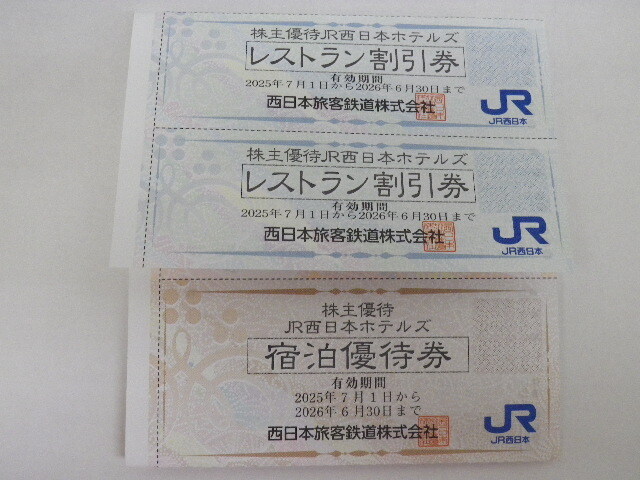 株主優待JR西日本ホテルズ
レストラン割引券
有効期間
2025年7月1日から2026年6月30日まで
西日本旅客鉄道株式会社
JR
JR西日本
株主優待JR西日本ホテルズ
レストラン割引券
有効期間
2025年7月1日から2026年6月30日まで
西日本旅客鉄道株式会社
JR
JR西日本
株主優待
JR西日本ホテルズ
宿泊優待券
有効期間
2025年7月1日から
2026年6月30日まで
西日本旅客鉄道株式会社
JR
JR西日本